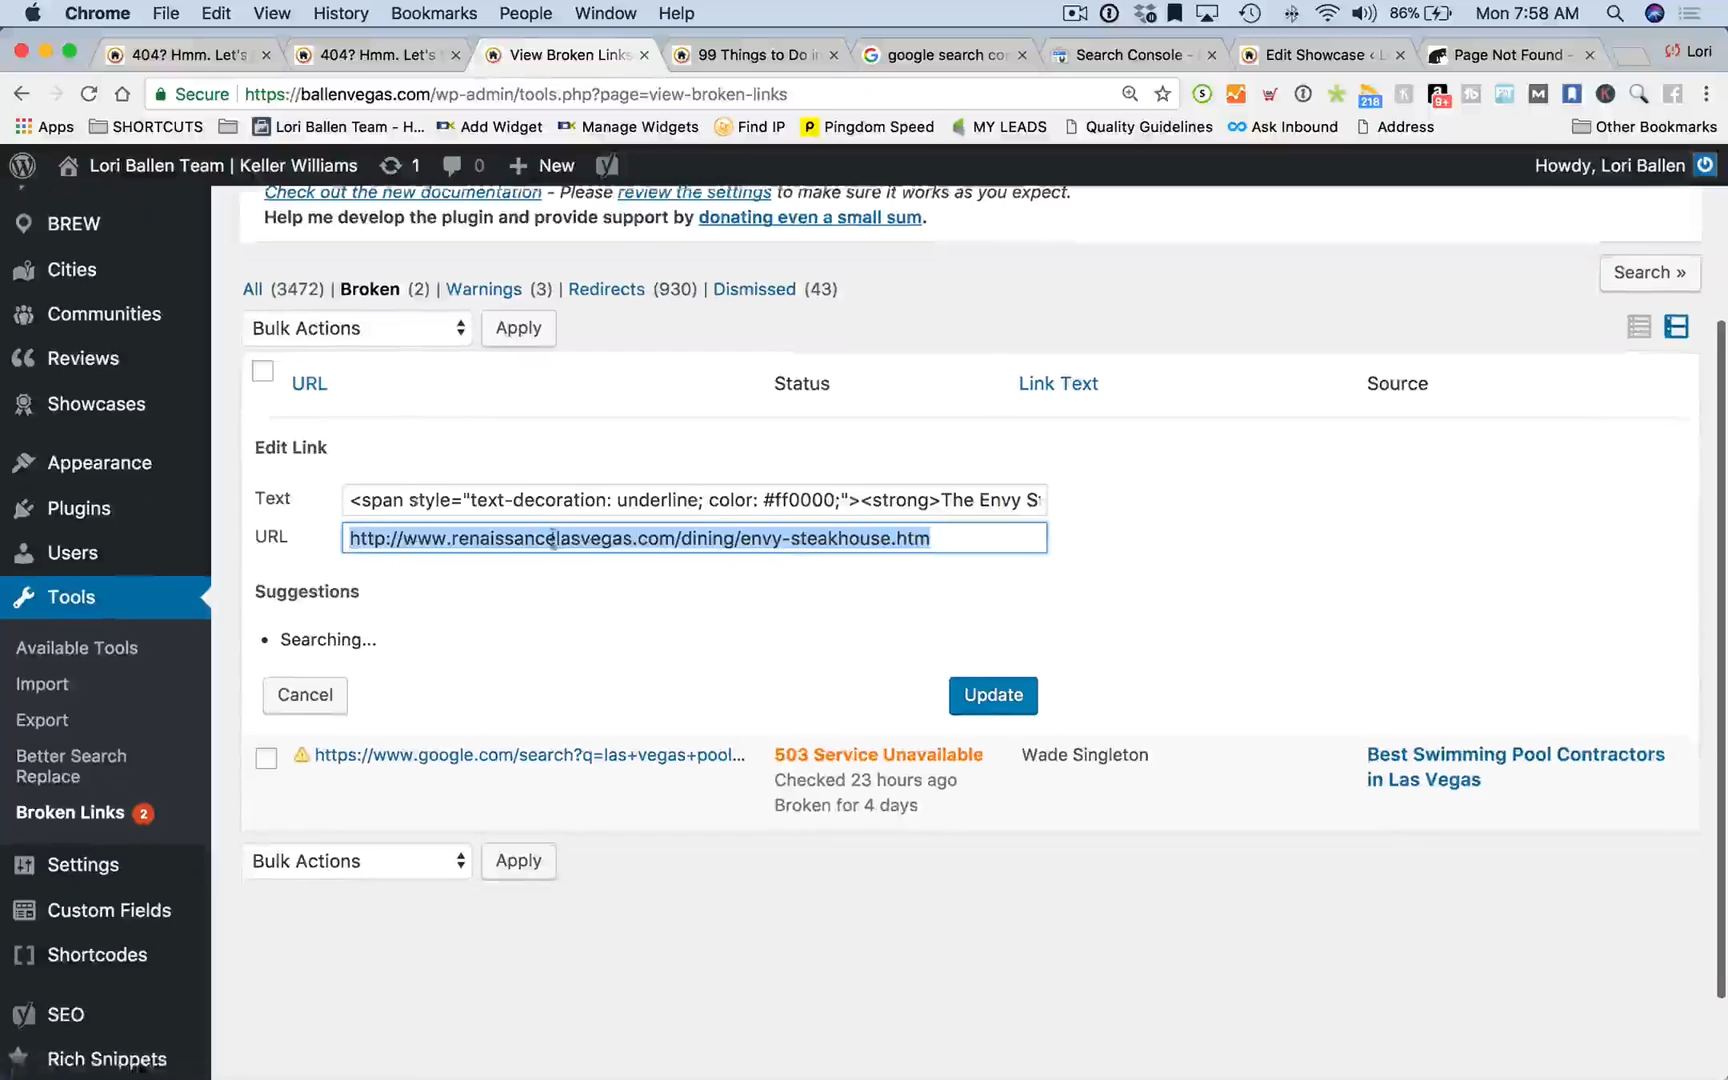 Chrome File Edit View History Bookmarks People Window Help 86% Mon 7:58 AM
404? Hmm. Let's 404? Hmm. Let's View Broken Links 99 Things to Do in google search con Search Console - Edit Showcase ‹ L Page Not Found - Lori
Secure https://ballenvegas.com/wp-admin/tools.php?page=view-broken-links 218 9+
Apps SHORTCUTS Lori Ballen Team - H... Add Widget Manage Widgets Find IP Pingdom Speed MY LEADS Quality Guidelines Ask Inbound Address Other Bookmarks
Lori Ballen Team | Keller Williams 1 0 New Howdy, Lori Ballen
Check out the new documentation - Please review the settings to make sure it works as you expect.
Help me develop the plugin and provide support by donating even a small sum.
BREW
Cities
Communities
Reviews
Showcases
Appearance
Plugins
Users
Tools
Available Tools
Import
Export
Better Search
Replace
Broken Links 2
Settings
Custom Fields
Shortcodes
SEO
Rich Snippets
Search »
All (3472) | Broken (2) | Warnings (3) | Redirects (930) | Dismissed (43)
Bulk Actions Apply
URL Status Link Text Source
Edit Link
Text <span style="text-decoration: underline; color: #ff0000;"><strong>The Envy S
URL http://www.renaissancelasvegas.com/dining/envy-steakhouse.htm
Suggestions
• Searching...
Cancel Update
https://www.google.com/search?q=las+vegas+pool... 503 Service Unavailable Wade Singleton Best Swimming Pool Contractors
Checked 23 hours ago in Las Vegas
Broken for 4 days
Bulk Actions Apply